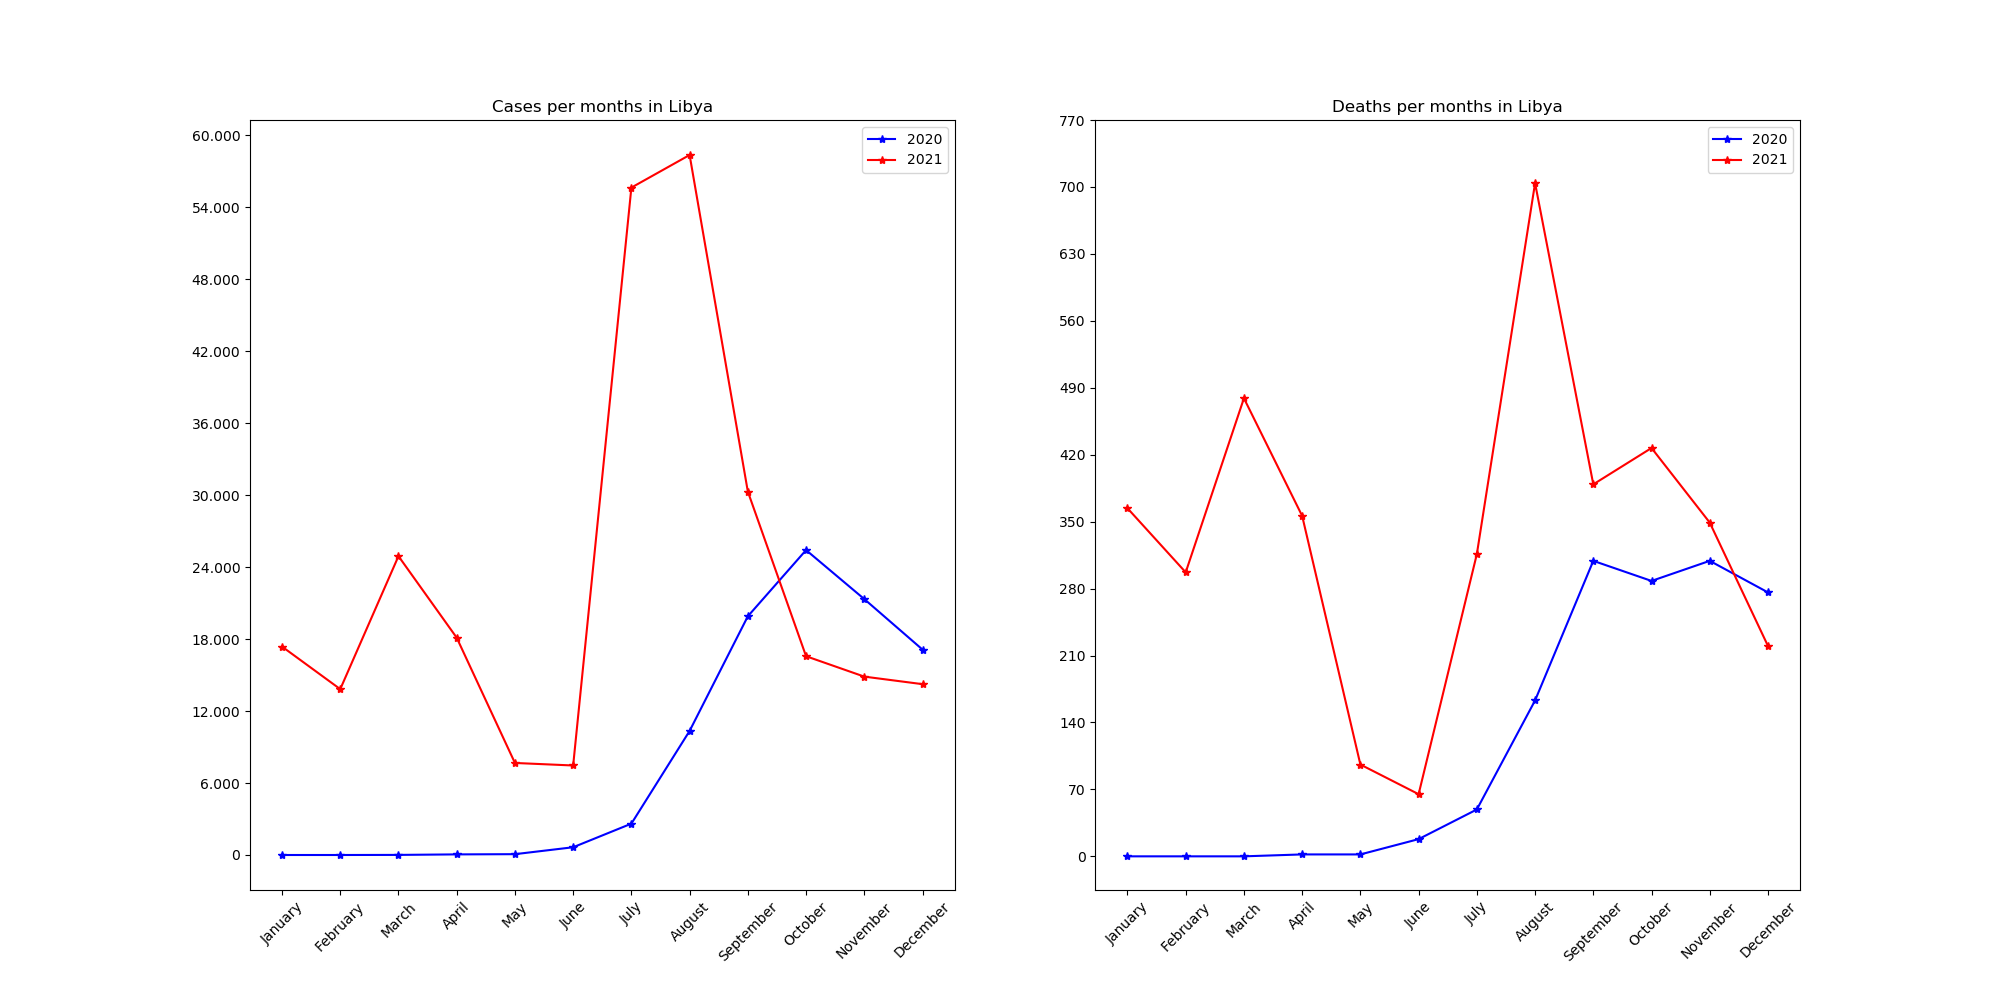 Cases per months in Libya
60.000
54.000
48.000
42.000
36.000
30.000
24.000
18.000
12.000
6.000
0
2020
2021
January
February
March
April
May
June
July
August
September
October
November
December
Deaths per months in Libya
770
700
630
560
490
420
350
280
210
140
70
0
2020
2021
January
February
March
April
May
June
July
August
September
October
November
December